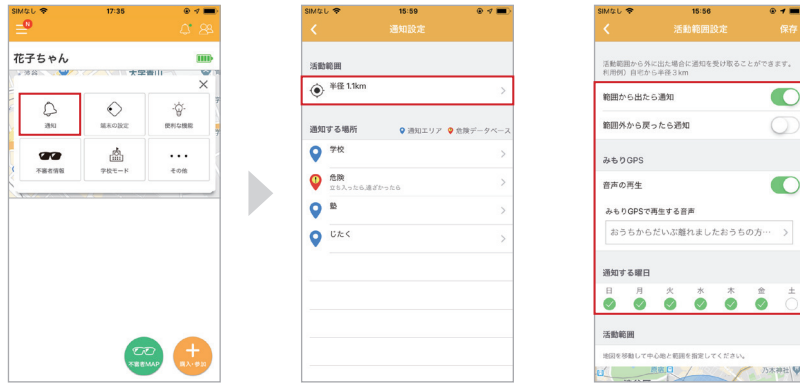 SIMなし
17:35
N
花子ちゃん
通知
端末の設定
便利な機能
不審者情報
学校モード
その他
不審者MAP
購入・参加
SIMなし
15:59
通知設定
活動範囲
半径 1.1km
通知する場所
通知エリア
危険データベース
学校
危険
立ち入ったら,遠ざかったら
塾
じたく
SIMなし
15:56
活動範囲設定
保存
活動範囲から外に出た場合に通知を受け取ることができます。
利用例）自宅から半径３km
範囲から出たら通知
範囲外から戻ったら通知
みもりGPS
音声の再生
みもりGPSで再生する音声
おうちからだいぶ離れましたおうちの方…
通知する曜日
日 月 火 水 木 金 土
活動範囲
地図を移動して中心地と範囲を指定してください。
乃木神社